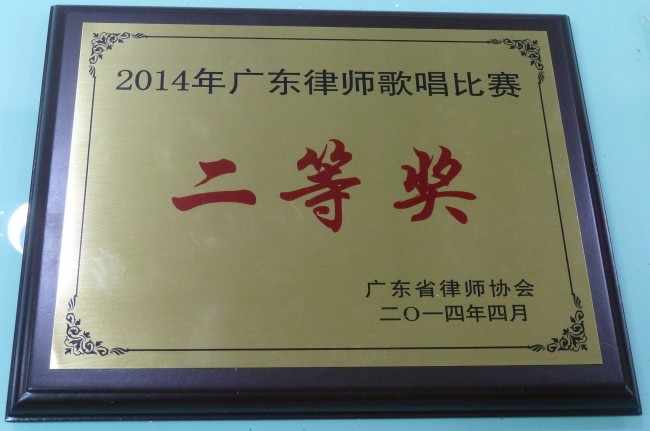 2014年广东律师歌唱比赛
二等奖
广东省律师协会
二〇一四年四月